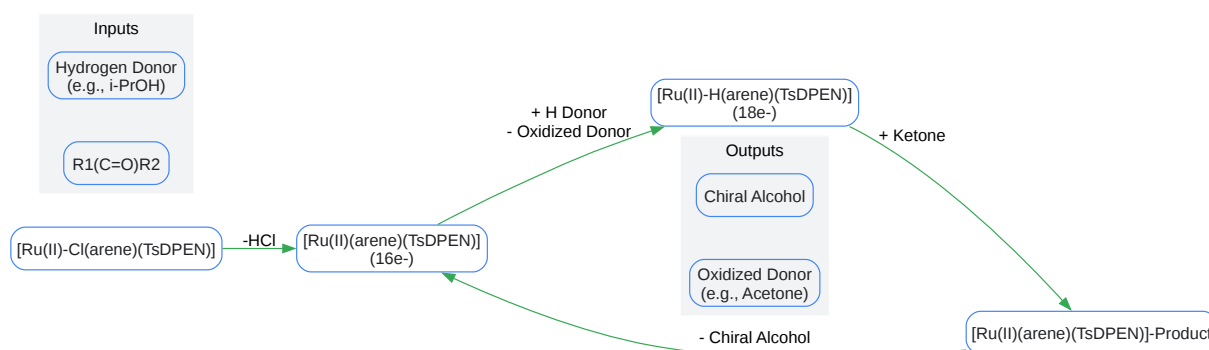 Inputs
Hydrogen Donor
(e.g., i-PrOH)
R1(C=O)R2
[Ru(II)-Cl(arene)(TsDPEN)]
-HCl
[Ru(II)(arene)(TsDPEN)]
(16e-)
+ H Donor
- Oxidized Donor
[Ru(II)-H(arene)(TsDPEN)]
(18e-)
+ Ketone
Outputs
Chiral Alcohol
Oxidized Donor
(e.g., Acetone)
- Chiral Alcohol
[Ru(II)(arene)(TsDPEN)]-Product